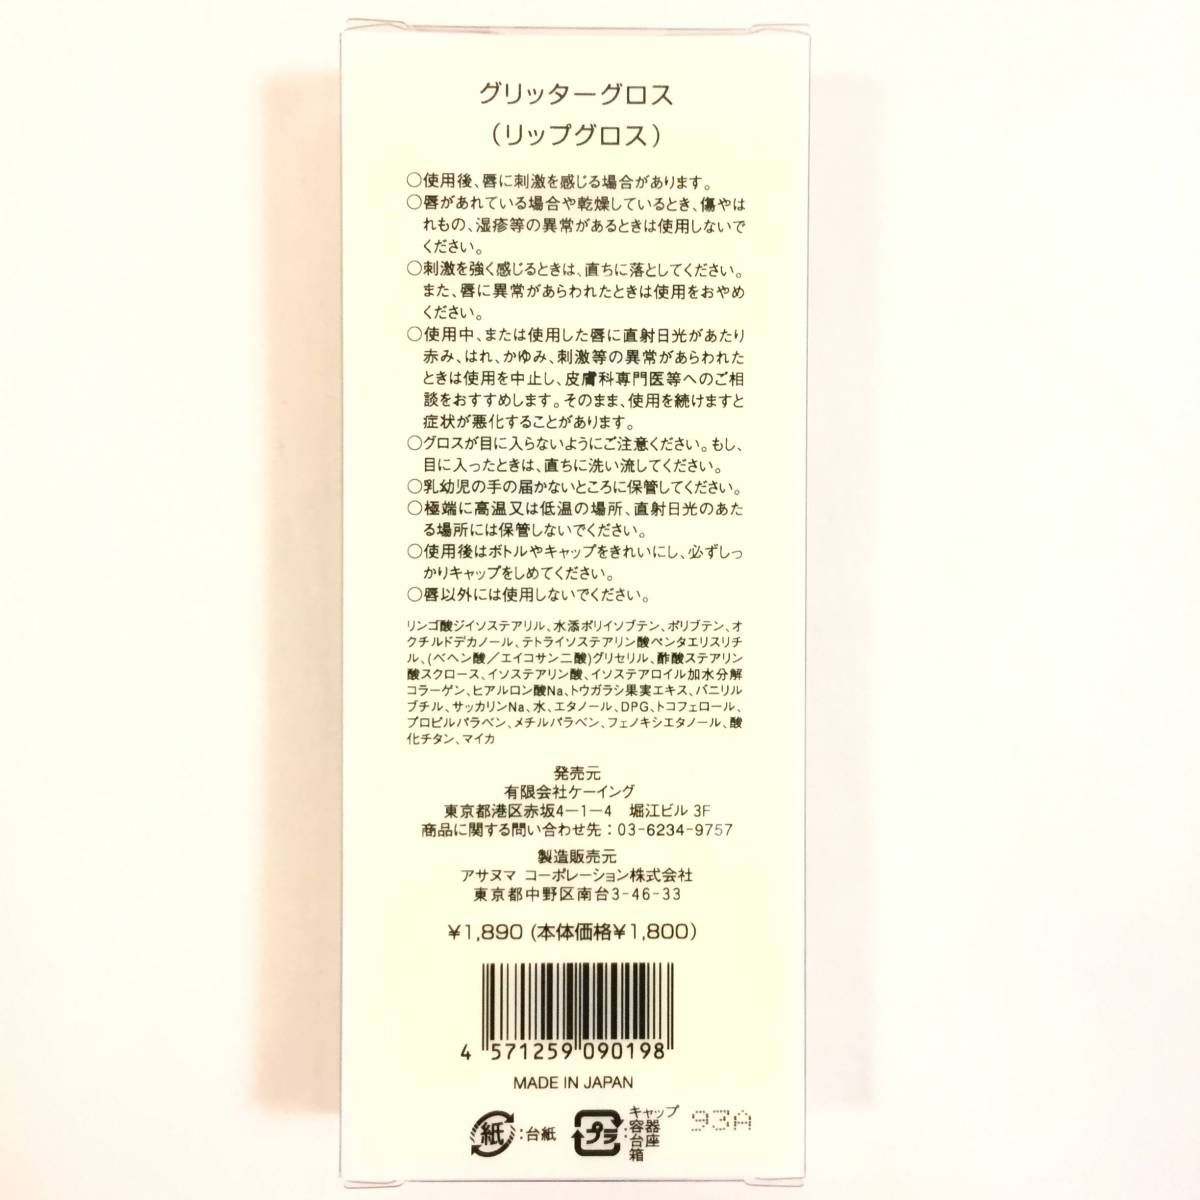 グリッターグロス
（リップグロス）
○使用後、唇に刺激を感じる場合があります。
○唇があれている場合や乾燥しているとき、傷やは
れもの、湿疹等の異常があるときは使用しないで
ください。
○刺激を強く感じるときは、直ちに落としてください。
また、唇に異常があらわれたときは使用をおやめ
ください。
○使用中、または使用した唇に直射日光があたり
赤み、はれ、かゆみ、刺激等の異常があらわれた
ときは使用を中止し、皮膚科専門医等へのご相
談をおすすめします。そのまま、使用を続けますと
症状が悪化することがあります。
○グロスが目に入らないようにご注意ください。もし、
目に入ったときは、直ちに洗い流してください。
○乳幼児の手の届かないところに保管してください。
○極端に高温又は低温の場所、直射日光のあた
る場所には保管しないでください。
○使用後はボトルやキャップをきれいにし、必ずしっ
かりキャップをしめてください。
○唇以外には使用しないでください。
リンゴ酸ジイソステアリル、水添ポリイソブテン、ポリブテン、オ
クチルドデカノール、テトライソステアリン酸ペンタエリスリチ
ル、(ベヘン酸／エイコサン二酸)グリセリル、酢酸ステアリン
酸スクロース、イソステアリン酸、イソステアロイル加水分解
コラーゲン、ヒアルロン酸Na、トウガラシ果実エキス、バニリル
ブチル、サッカリンNa、水、エタノール、DPG、トコフェロール、
プロピルパラベン、メチルパラベン、フェノキシエタノール、酸
化チタン、マイカ
発売元
有限会社ケーイング
東京都港区赤坂4-1-4 堀江ビル 3F
商品に関する問い合わせ先：03-6234-9757
製造販売元
アサヌマ コーポレーション株式会社
東京都中野区南台3-46-33
￥1,890 (本体価格￥1,800)
4 571259 090198
MADE IN JAPAN
紙 :台紙
プラ :キャップ
容器
台座
箱
93A